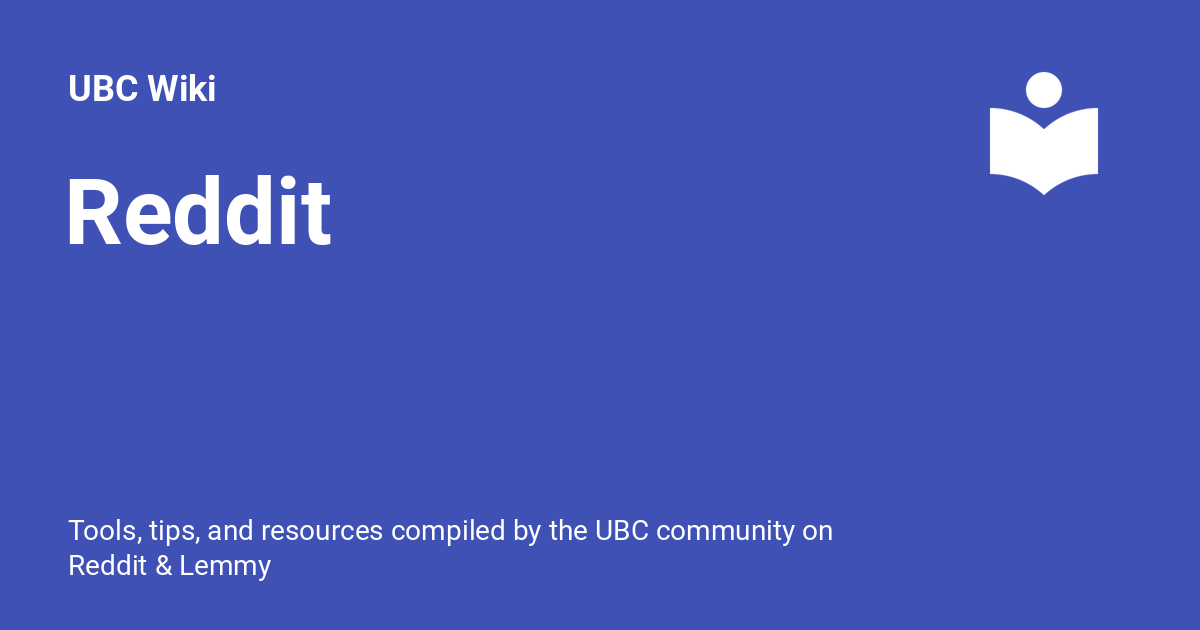 UBC Wiki
Reddit
Tools, tips, and resources compiled by the UBC community on
Reddit & Lemmy